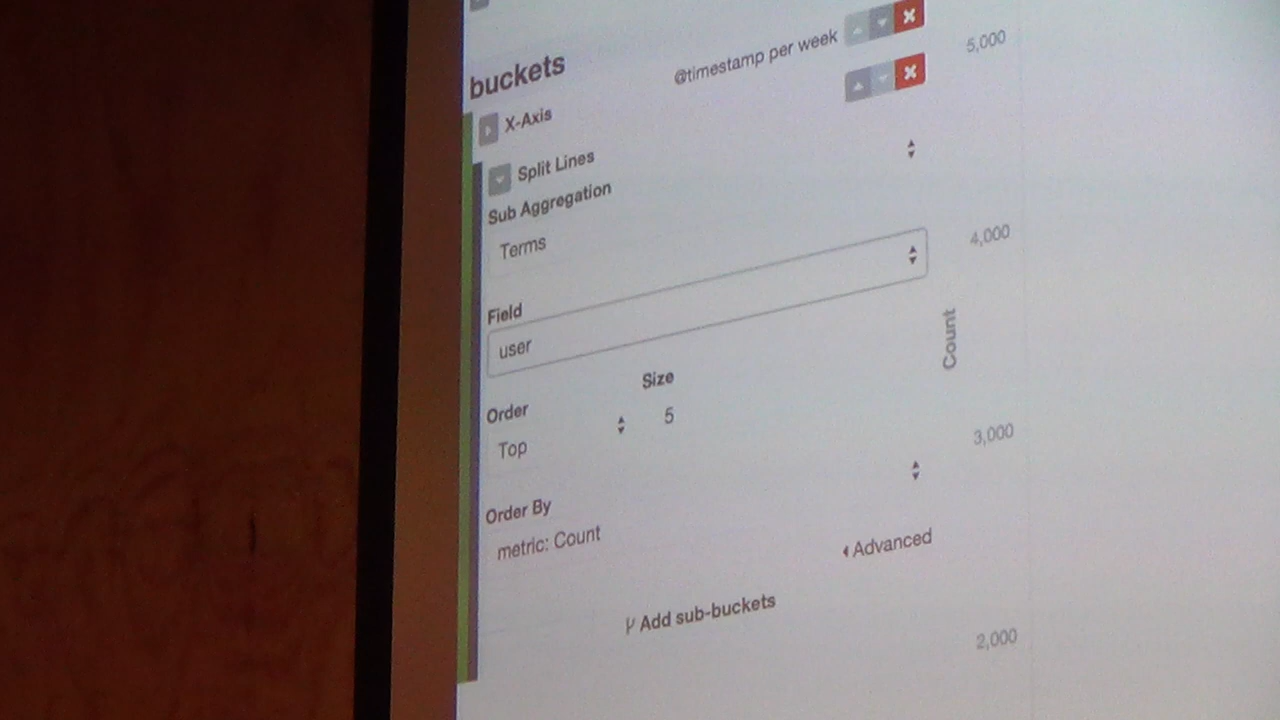 buckets
@timestamp per week
X-Axis
Split Lines
Sub Aggregation
Terms
Field
user
Order
Size
Top
5
Order By
metric: Count
Advanced
Add sub-buckets
5,000
4,000
Count
3,000
2,000